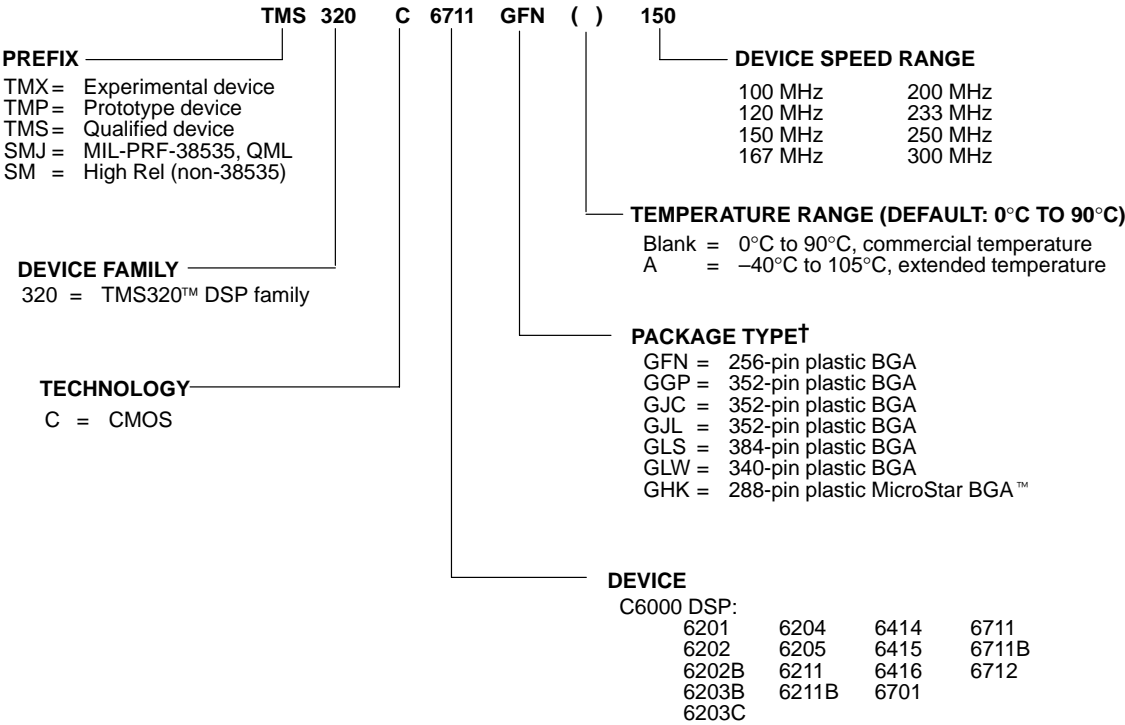 TMS 320 C 6711 GFN ( ) 150
PREFIX
TMX = Experimental device
TMP = Prototype device
TMS = Qualified device
SMJ = MIL-PRF-38535, QML
SM = High Rel (non-38535)
DEVICE SPEED RANGE
100 MHz 200 MHz
120 MHz 233 MHz
150 MHz 250 MHz
167 MHz 300 MHz
TEMPERATURE RANGE (DEFAULT: 0°C TO 90°C)
Blank = 0°C to 90°C, commercial temperature
A = –40°C to 105°C, extended temperature
DEVICE FAMILY
320 = TMS320™ DSP family
PACKAGE TYPE†
GFN = 256-pin plastic BGA
GGP = 352-pin plastic BGA
GJC = 352-pin plastic BGA
GJL = 352-pin plastic BGA
GLS = 384-pin plastic BGA
GLW = 340-pin plastic BGA
GHK = 288-pin plastic MicroStar BGA™
TECHNOLOGY
C = CMOS
DEVICE
C6000 DSP:
6201 6204 6414 6711
6202 6205 6415 6711B
6202B 6211 6416 6712
6203B 6211B 6701
6203C